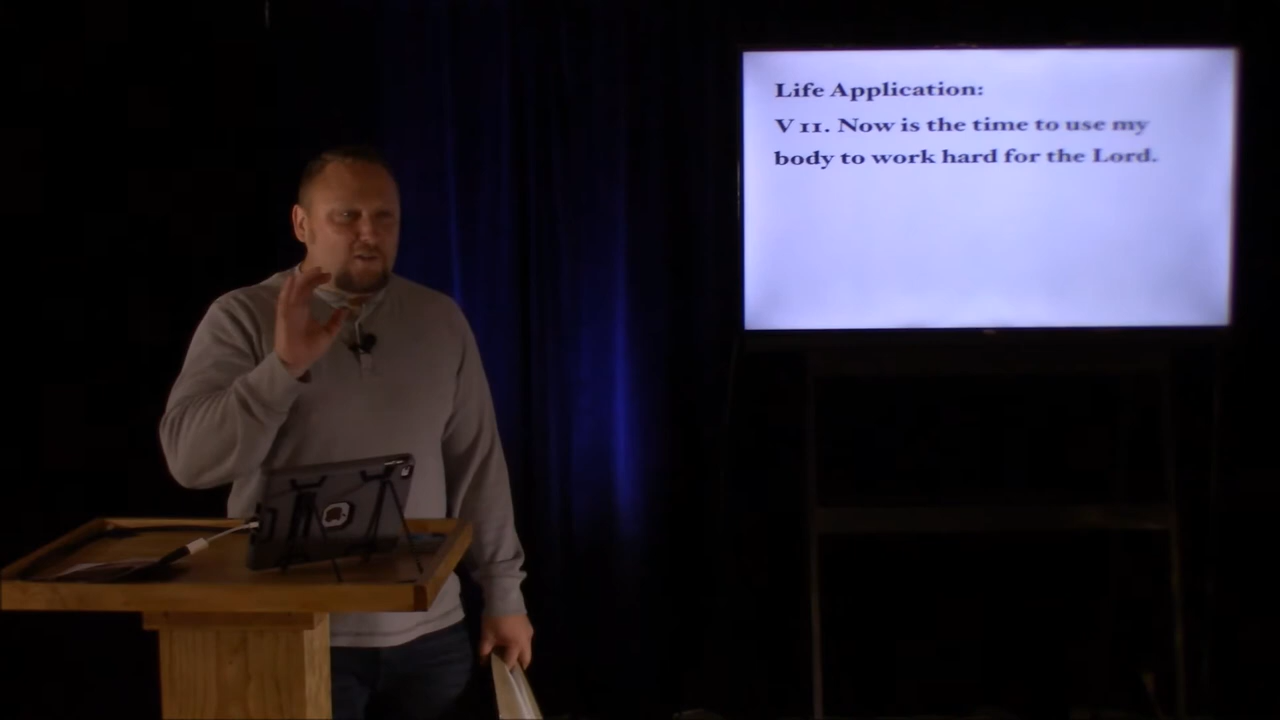 Life Application:
V 11. Now is the time to use my
body to work hard for the Lord.